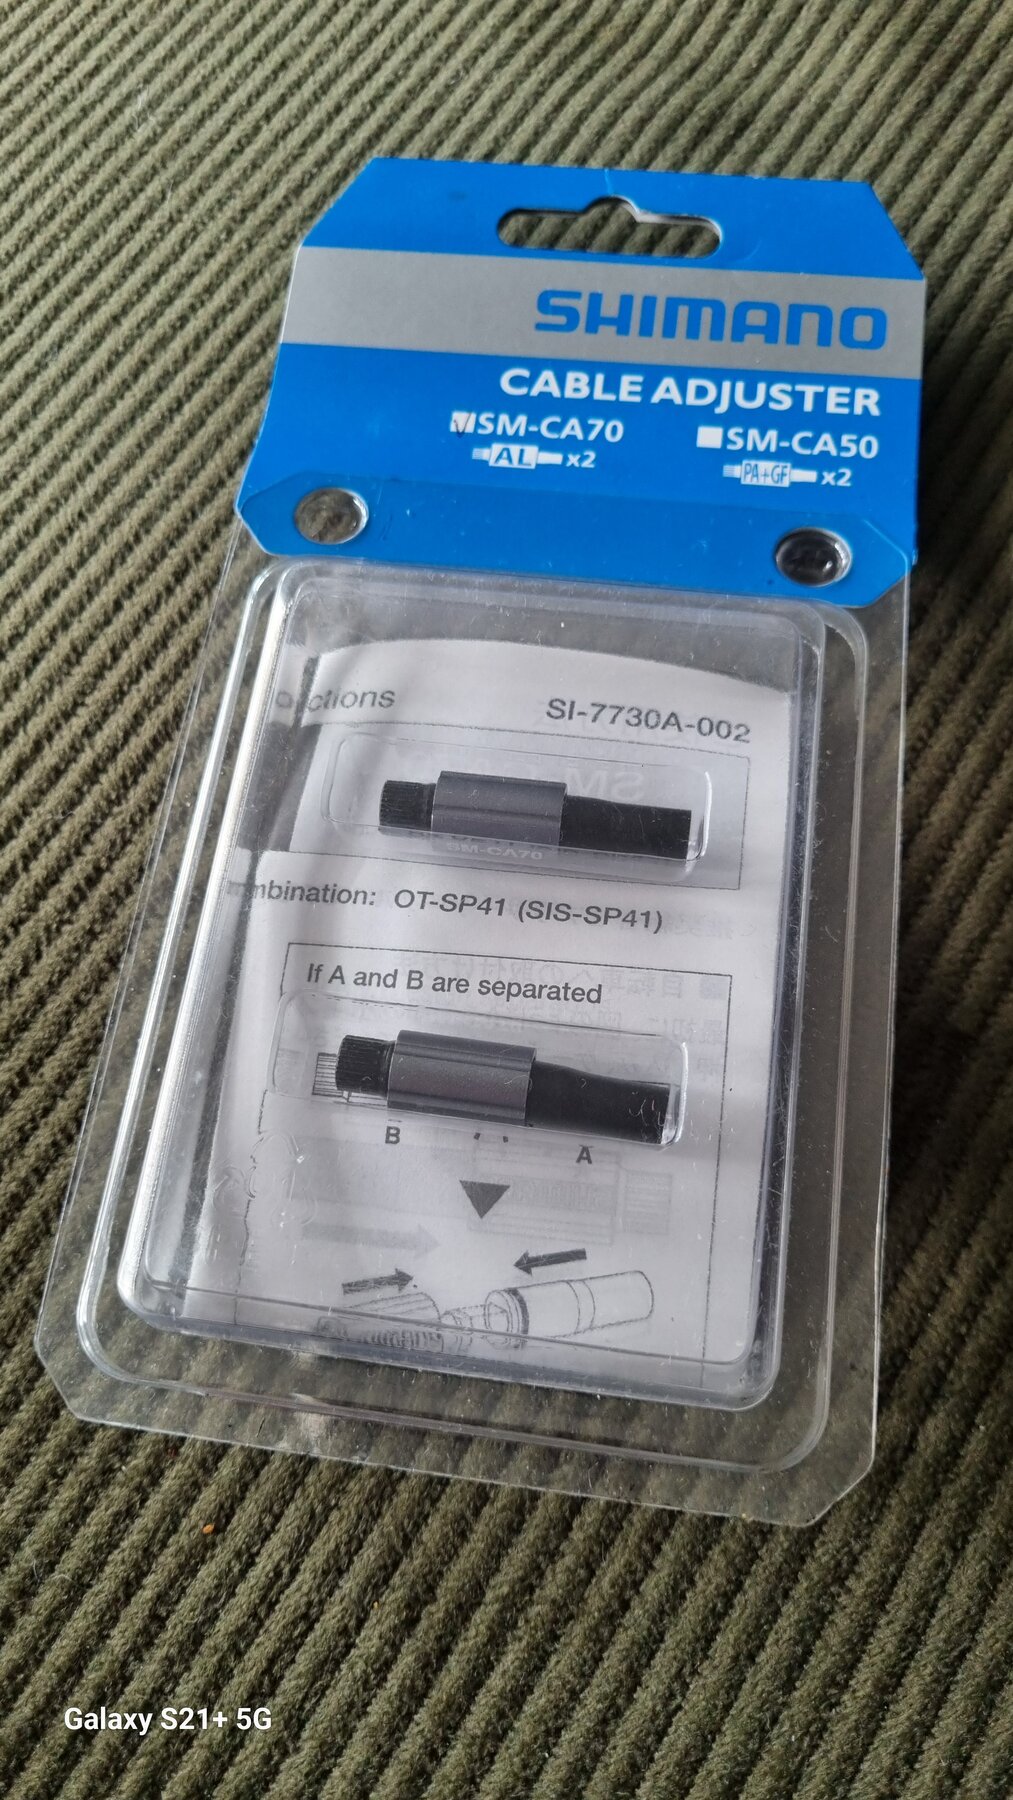 SHIMANO
CABLE ADJUSTER
SM-CA70
SM-CA50
AL x2
PA+GF x2
SI-7730A-002
SM-CA70
OT-SP41 (SIS-SP41)
If A and B are separated
B
A
Galaxy S21+ 5G